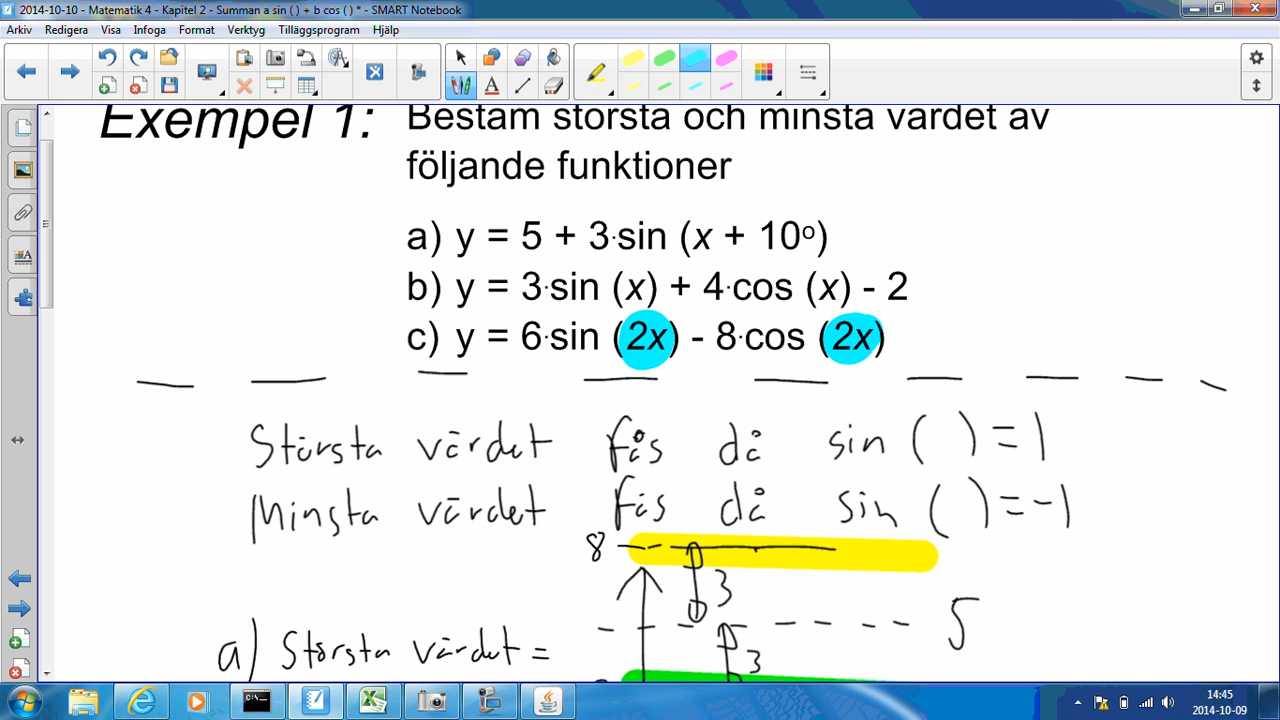 2014-10-10 - Matematik 4 - Kapitel 2 - Summan a sin ( ) + b cos ( ) * - SMART Notebook
Arkiv Redigera Visa Infoga Format Verktyg Tilläggsprogram Hjälp
Exempel 1: Bestäm största och minsta värdet av
följande funktioner
a) y = 5 + 3·sin (x + 10°)
b) y = 3·sin (x) + 4·cos (x) - 2
c) y = 6·sin (2x) - 8·cos (2x)
Största värdet fås då sin ( ) = 1
Minsta värdet fås då sin ( ) = -1
8
3
5
a) Största värdet =
3
14:45
2014-10-09